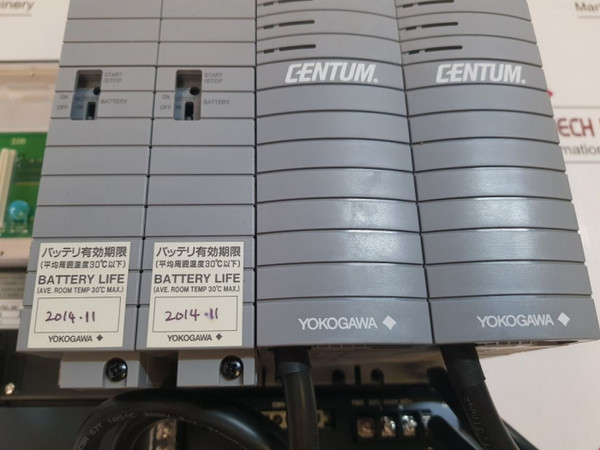 inery
M
CENTUM
CENTUM
START
/STOP
ON
OFF
BATTERY
START
/STOP
ON
OFF
BATTERY
TECH
mation
バッテリ有効期限
(平均周囲温度30℃以下)
BATTERY LIFE
(AVE. ROOM TEMP 30℃ MAX.)
2014.11
YOKOGAWA
バッテリ有効期限
(平均周囲温度30℃以下)
BATTERY LIFE
(AVE. ROOM TEMP 30℃ MAX.)
2014.11
YOKOGAWA
YOKOGAWA
YOKOGAWA